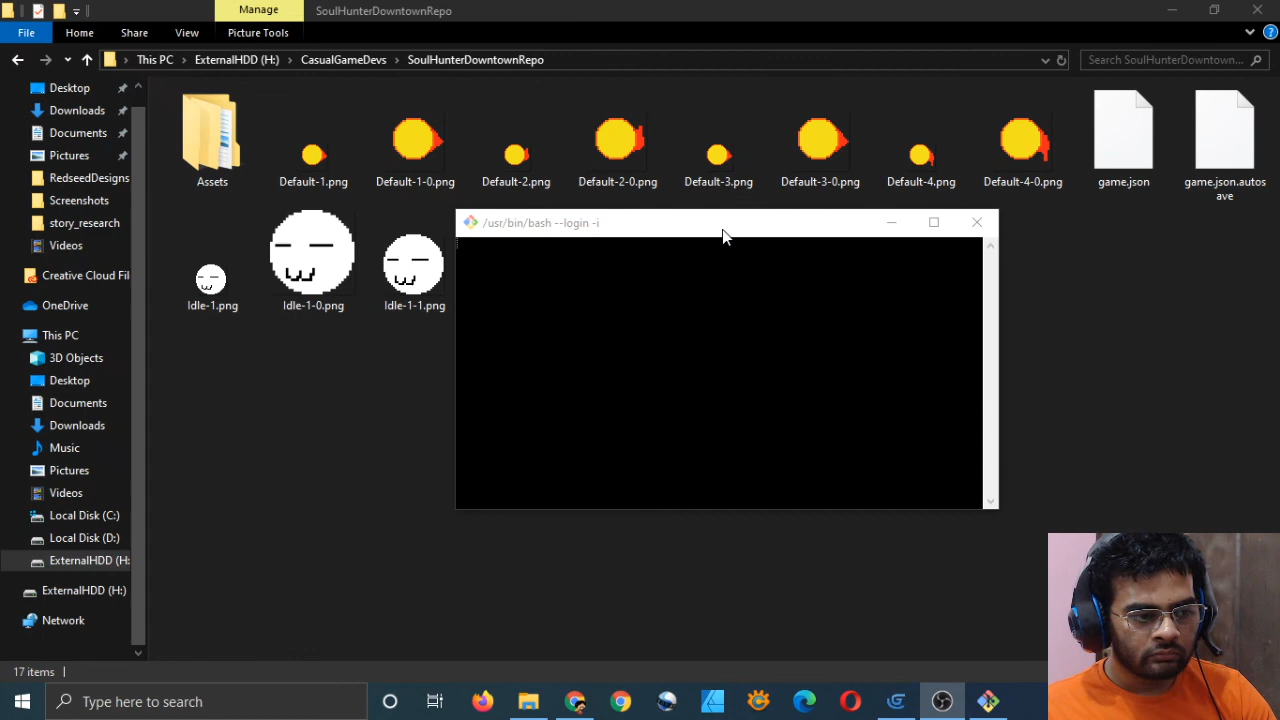 Manage
SoulHunterDowntownRepo
File
Home
Share
View
Picture Tools
This PC
ExternalHDD (H:)
CasualGameDevs
SoulHunterDowntownRepo
Search SoulHunterDowntown...
Desktop
Downloads
Documents
Pictures
RedseedDesigns
Screenshots
story_research
Videos
Creative Cloud Fil
OneDrive
This PC
3D Objects
Desktop
Documents
Downloads
Music
Pictures
Videos
Local Disk (C:)
Local Disk (D:)
ExternalHDD (H:
ExternalHDD (H:)
Network
Assets
Default-1.png
Default-1-0.png
Default-2.png
Default-2-0.png
Default-3.png
Default-3-0.png
Default-4.png
Default-4-0.png
game.json
game.json.autos
ave
Idle-1.png
Idle-1-0.png
Idle-1-1.png
/usr/bin/bash --login -i
17 items
Type here to search